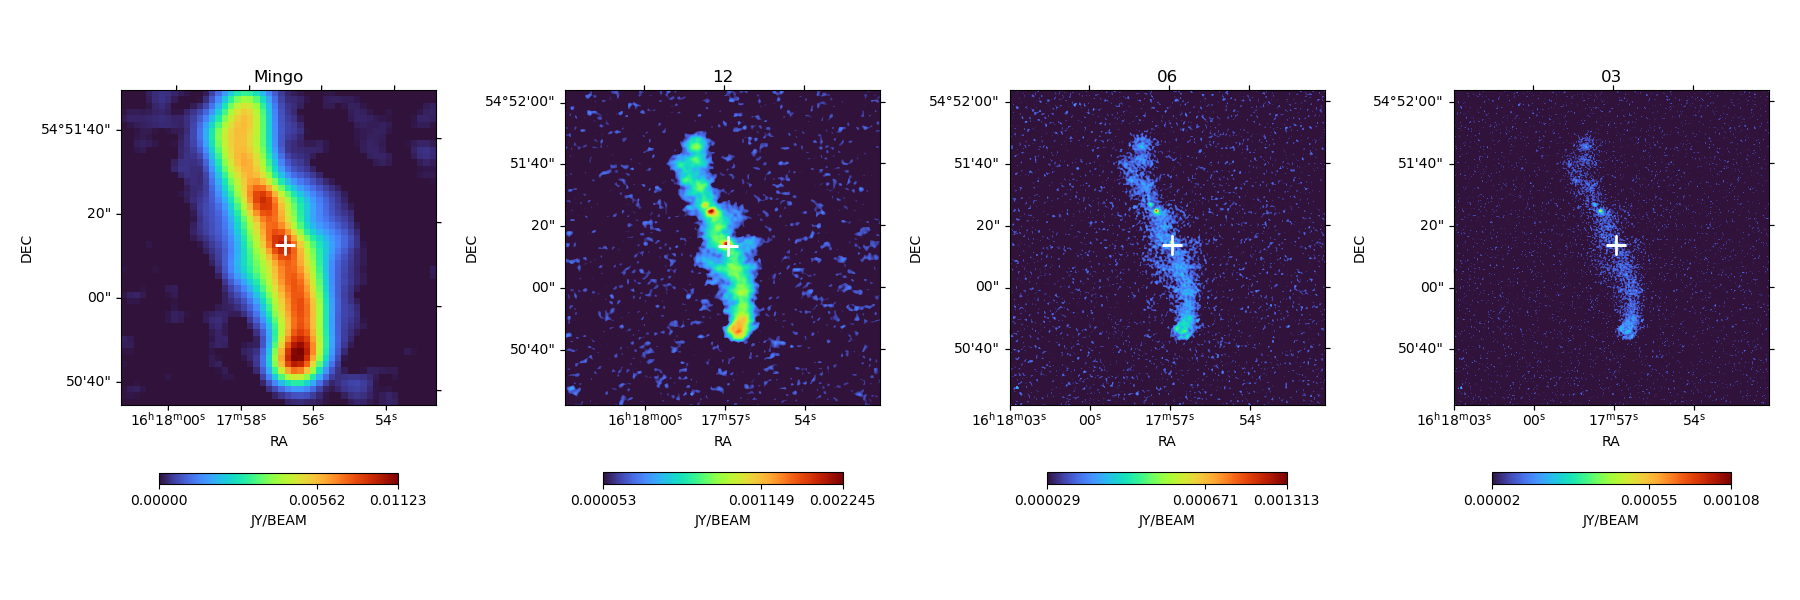 Mingo
12
06
03
54°51'40"
20"
00"
50'40"
DEC
16h18m00s
17m58s
56s
54s
RA
0.00000
0.00562
0.01123
JY/BEAM
54°52'00"
51'40"
20"
00"
50'40"
DEC
16h18m00s
17m57s
54s
RA
0.000053
0.001149
0.002245
JY/BEAM
54°52'00"
51'40"
20"
00"
50'40"
DEC
16h18m03s
00s
17m57s
54s
RA
0.000029
0.000671
0.001313
JY/BEAM
54°52'00"
51'40"
20"
00"
50'40"
DEC
16h18m03s
00s
17m57s
54s
RA
0.00002
0.00055
0.00108
JY/BEAM